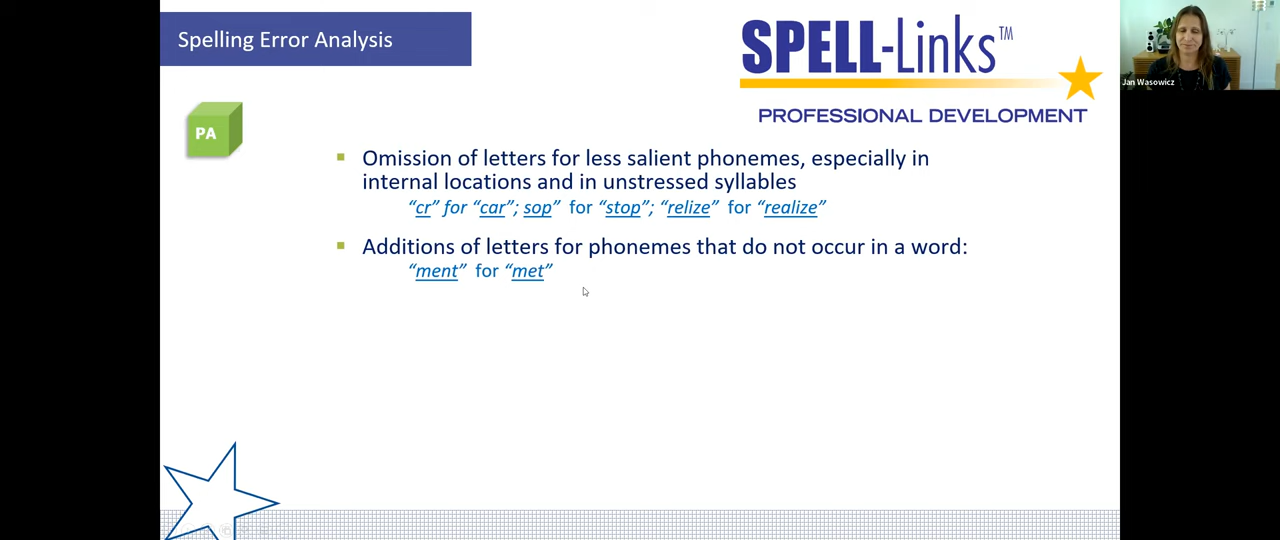 Spelling Error Analysis
SPELL-Links™
PROFESSIONAL DEVELOPMENT
Jan Wasowicz
PA
▪ Omission of letters for less salient phonemes, especially in
internal locations and in unstressed syllables
“cr” for “car”; sop” for “stop”; “relize” for “realize”
▪ Additions of letters for phonemes that do not occur in a word:
“ment” for “met”